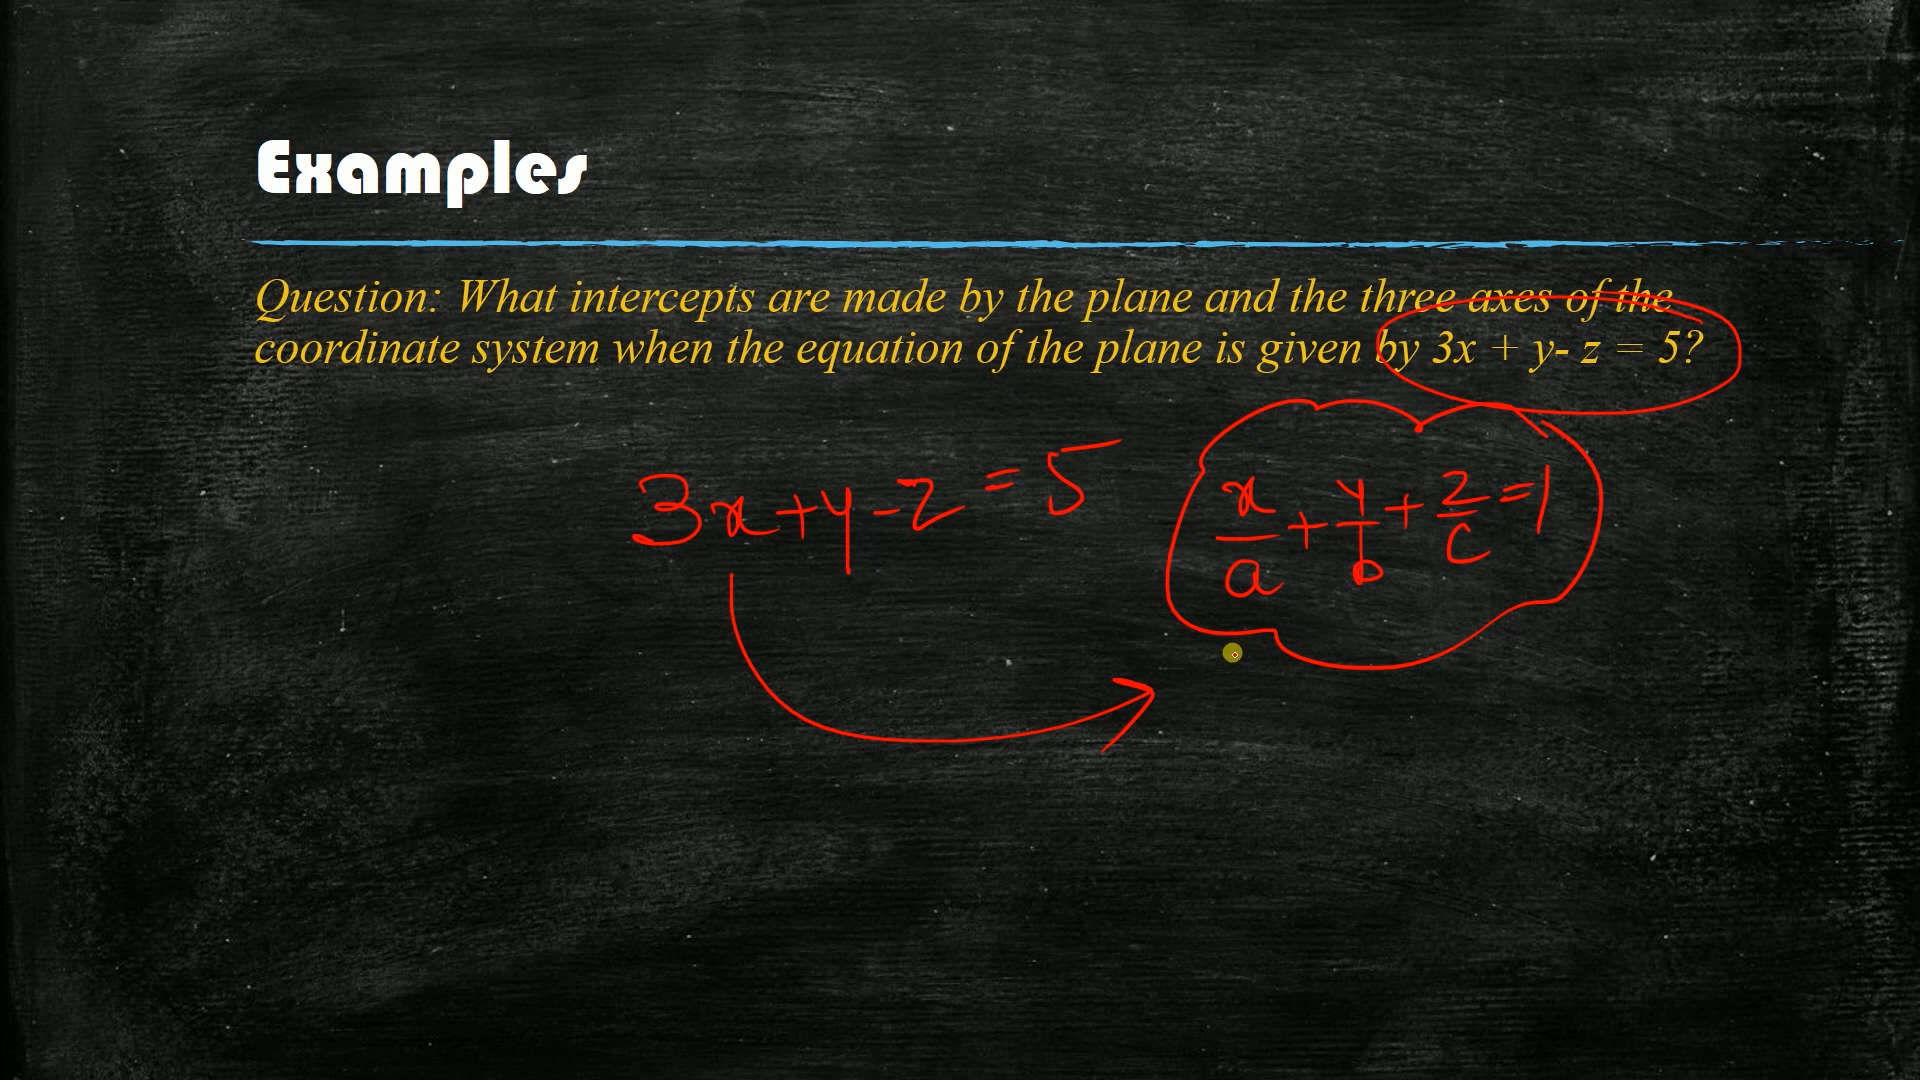 Examples
Question: What intercepts are made by the plane and the three axes of the
coordinate system when the equation of the plane is given by 3x + y- z = 5?
3x+y-z=5
x/a+y/b+z/c=1